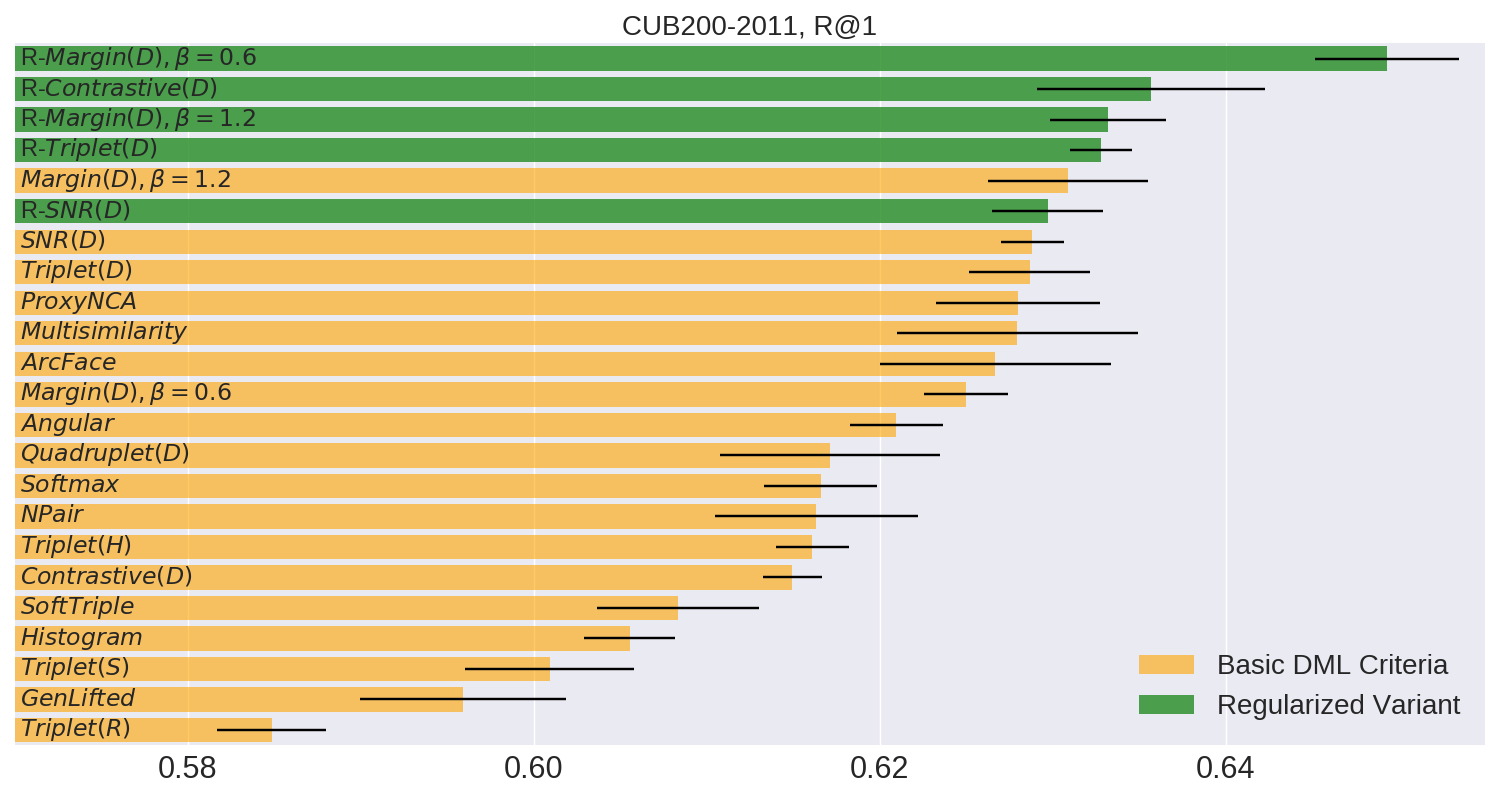 CUB200-2011, R@1
R-Margin(D), β = 0.6
R-Contrastive(D)
R-Margin(D), β = 1.2
R-Triplet(D)
Margin(D), β = 1.2
R-SNR(D)
SNR(D)
Triplet(D)
ProxyNCA
Multisimilarity
ArcFace
Margin(D), β = 0.6
Angular
Quadruplet(D)
Softmax
NPair
Triplet(H)
Contrastive(D)
SoftTriple
Histogram
Triplet(S)
GenLifted
Triplet(R)
Basic DML Criteria
Regularized Variant
0.58 0.60 0.62 0.64